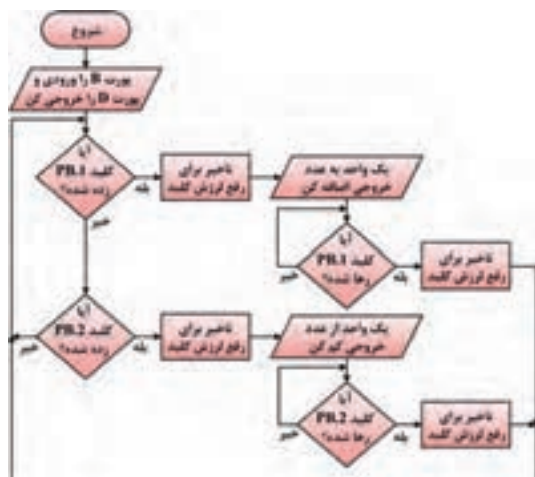 شروع
پورت B را ورودی و
پورت D را خروجی کن
آیا
کلید PB.1
زده شده؟
بله
خیر
تاخیر برای
رفع لرزش کلید
یک واحد به عدد
خروجی اضافه کن
آیا
کلید PB.1
رها شده؟
خیر
بله
تاخیر برای
رفع لرزش کلید
آیا
کلید PB.2
زده شده؟
خیر
بله
تاخیر برای
رفع لرزش کلید
یک واحد از عدد
خروجی کم کن
آیا
کلید PB.2
رها شده؟
خیر
بله
تاخیر برای
رفع لرزش کلید